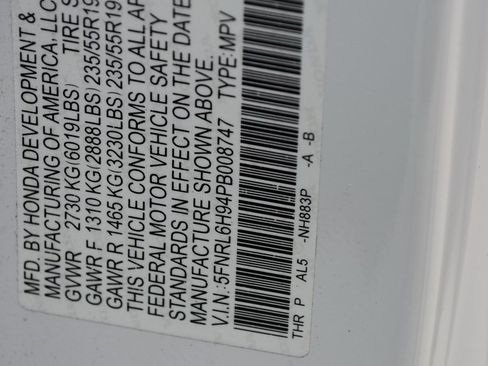 MFD. BY HONDA DEVELOPMENT &
MANUFACTURING OF AMERICA, LLC
GVWR 2730 KG(6019LBS) TIRE S
GAWR F 1310 KG(2888LBS)235/55R19
GAWR R 1465 KG(3230LBS)235/55R19
THIS VEHICLE CONFORMS TO ALL AP
FEDERAL MOTOR VEHICLE SAFETY
STANDARDS IN EFFECT ON THE DATE
MANUFACTURE SHOWN ABOVE.
V.I.N.:5FNRL6H94PB008747 TYPE:MPV
THR P AL5 -NH883P -A -B